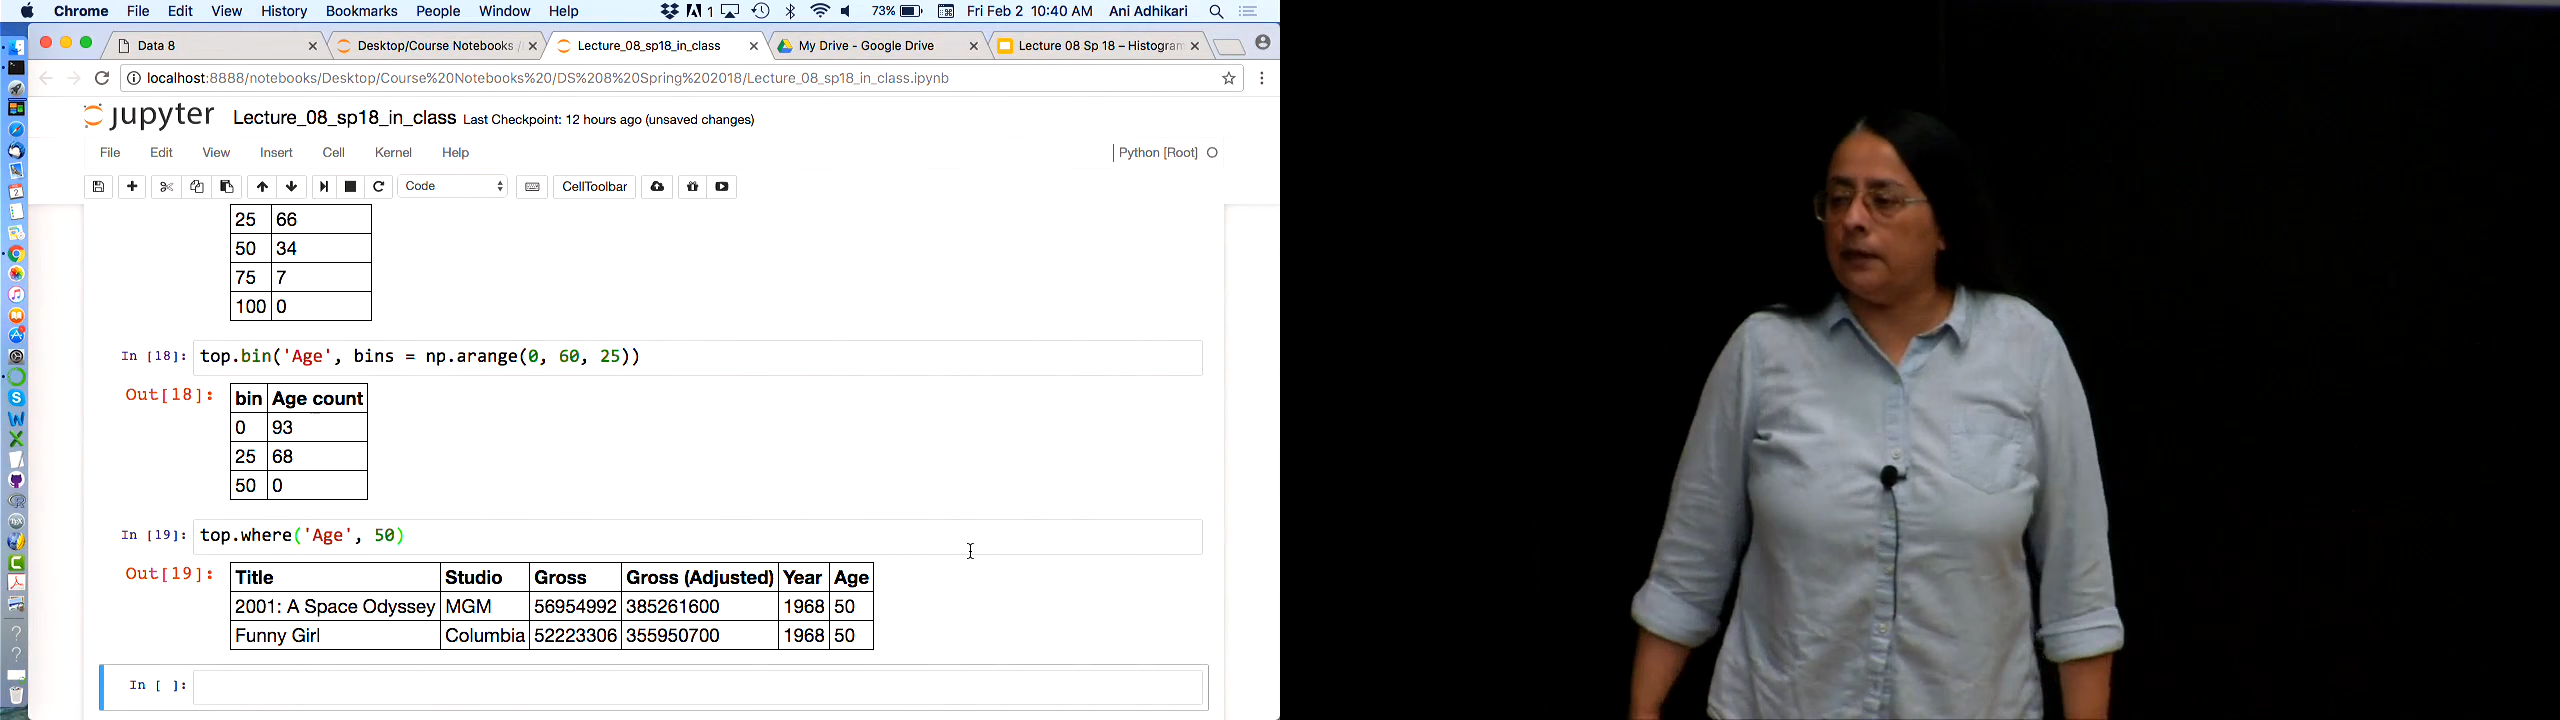 Chrome File Edit View History Bookmarks People Window Help 1 73% Fri Feb 2 10:40 AM Ani Adhikari
Data 8 Desktop/Course Notebooks / Lecture_08_sp18_in_class My Drive - Google Drive Lecture 08 Sp 18 – Histogram
localhost:8888/notebooks/Desktop/Course%20Notebooks%20/DS%208%20Spring%202018/Lecture_08_sp18_in_class.ipynb
jupyter Lecture_08_sp18_in_class Last Checkpoint: 12 hours ago (unsaved changes)
File Edit View Insert Cell Kernel Help Python [Root]
Code CellToolbar
25 66
50 34
75 7
100 0
In [18]: top.bin('Age', bins = np.arange(0, 60, 25))
Out[18]: bin Age count
0 93
25 68
50 0
In [19]: top.where('Age', 50)
Out[19]: Title Studio Gross Gross (Adjusted) Year Age
2001: A Space Odyssey MGM 56954992 385261600 1968 50
Funny Girl Columbia 52223306 355950700 1968 50
In [ ]: